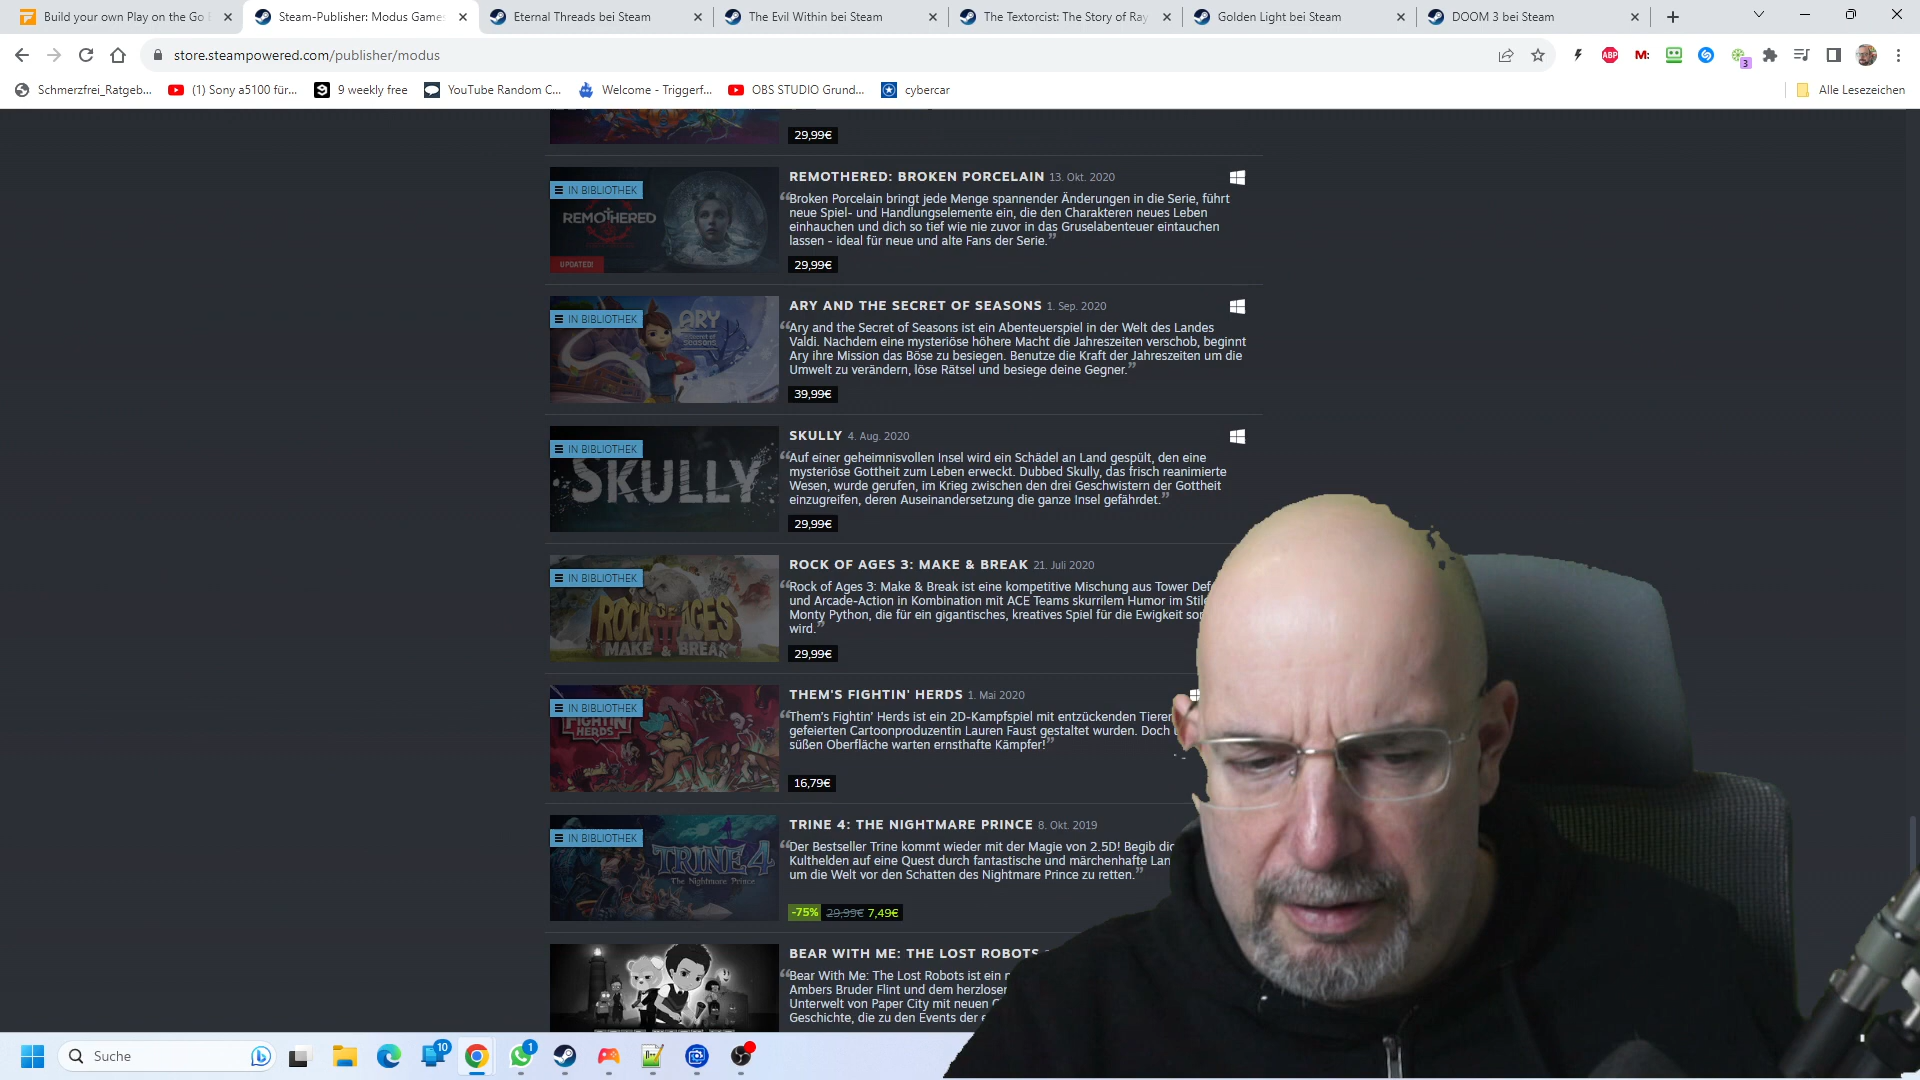 Build your own Play on the Go
Steam-Publisher: Modus Games
Eternal Threads bei Steam
The Evil Within bei Steam
The Textorcist: The Story of Ray
Golden Light bei Steam
DOOM 3 bei Steam
store.steampowered.com/publisher/modus
ABP
M:
3
Schmerzfrei_Ratgeb...
(1) Sony a5100 für...
9 weekly free
YouTube Random C...
Welcome - Triggerf...
OBS STUDIO Grund...
cybercar
Alle Lesezeichen
29,99€
IN BIBLIOTHEK
REMOTHERED
UPDATED!
REMOTHERED: BROKEN PORCELAIN 13. Okt. 2020
“Broken Porcelain bringt jede Menge spannender Änderungen in die Serie, führt
neue Spiel- und Handlungselemente ein, die den Charakteren neues Leben
einhauchen und dich so tief wie nie zuvor in das Gruselabenteuer eintauchen
lassen - ideal für neue und alte Fans der Serie.”
29,99€
IN BIBLIOTHEK
ARY
ARY AND THE SECRET OF SEASONS 1. Sep. 2020
“Ary and the Secret of Seasons ist ein Abenteuerspiel in der Welt des Landes
Valdi. Nachdem eine mysteriöse höhere Macht die Jahreszeiten verschob, beginnt
Ary ihre Mission das Böse zu besiegen. Benutze die Kraft der Jahreszeiten um die
Umwelt zu verändern, löse Rätsel und besiege deine Gegner.”
39,99€
IN BIBLIOTHEK
SKULLY
SKULLY 4. Aug. 2020
“Auf einer geheimnisvollen Insel wird ein Schädel an Land gespült, den eine
mysteriöse Gottheit zum Leben erweckt. Dubbed Skully, das frisch reanimierte
Wesen, wurde gerufen, im Krieg zwischen den drei Geschwistern der Gottheit
einzugreifen, deren Auseinandersetzung die ganze Insel gefährdet.”
29,99€
IN BIBLIOTHEK
ROCK OF AGES
MAKE & BREAK
ROCK OF AGES 3: MAKE & BREAK 21. Juli 2020
“Rock of Ages 3: Make & Break ist eine kompetitive Mischung aus Tower Def
und Arcade-Action in Kombination mit ACE Teams skurrilem Humor im Stil
Monty Python, die für ein gigantisches, kreatives Spiel für die Ewigkeit sor
wird.”
29,99€
IN BIBLIOTHEK
FIGHTIN'
HERDS
THEM'S FIGHTIN' HERDS 1. Mai 2020
“Them's Fightin' Herds ist ein 2D-Kampfspiel mit entzückenden Tieren
gefeierten Cartoonproduzentin Lauren Faust gestaltet wurden. Doch
süßen Oberfläche warten ernsthafte Kämpfer!”
16,79€
IN BIBLIOTHEK
TRINE 4
The Nightmare Prince
TRINE 4: THE NIGHTMARE PRINCE 8. Okt. 2019
“Der Bestseller Trine kommt wieder mit der Magie von 2.5D! Begib dic
Kulthelden auf eine Quest durch fantastische und märchenhafte Lan
um die Welt vor den Schatten des Nightmare Prince zu retten.”
-75% 29,99€ 7,49€
BEAR WITH ME: THE LOST ROBOTS
“Bear With Me: The Lost Robots ist ein
Ambers Bruder Flint und dem herzlosen
Unterwelt von Paper City mit neuen
Geschichte, die zu den Events der
Suche
10
1